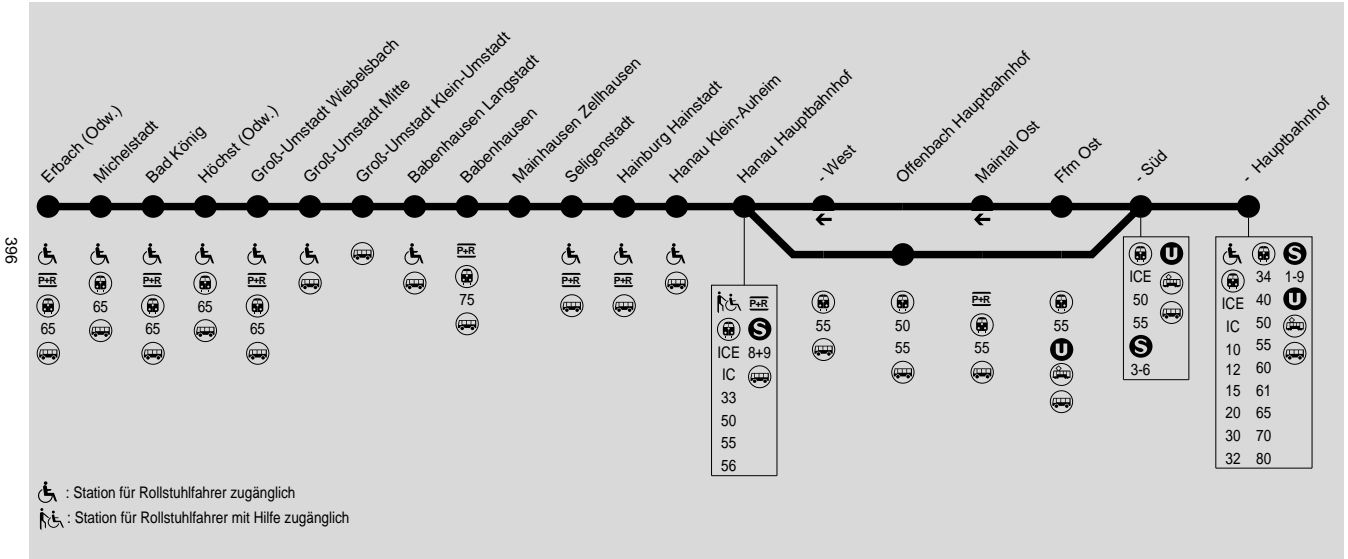 Erbach (Odw.)
Michelstadt
Bad König
Höchst (Odw.)
Groß-Umstadt Wiebelsbach
Groß-Umstadt Mitte
Groß-Umstadt Klein-Umstadt
Babenhausen Langstadt
Babenhausen
Mainhausen Zellhausen
Seligenstadt
Hainburg Hainstadt
Hanau Klein-Auheim
Hanau Hauptbahnhof
- West
Offenbach Hauptbahnhof
Maintal Ost
Ffm Ost
- Süd
- Hauptbahnhof
396
P+R
65
65
P+R
65
65
P+R
65
P+R
75
P+R
P+R
P+R
S
ICE 8+9
IC
33
50
55
56
55
50
55
P+R
55
55
U
U
ICE
50
55
S
3-6
S
34 1-9
ICE 40 U
IC 50
10 55
12 60
15 61
20 65
30 70
32 80
: Station für Rollstuhlfahrer zugänglich
: Station für Rollstuhlfahrer mit Hilfe zugänglich